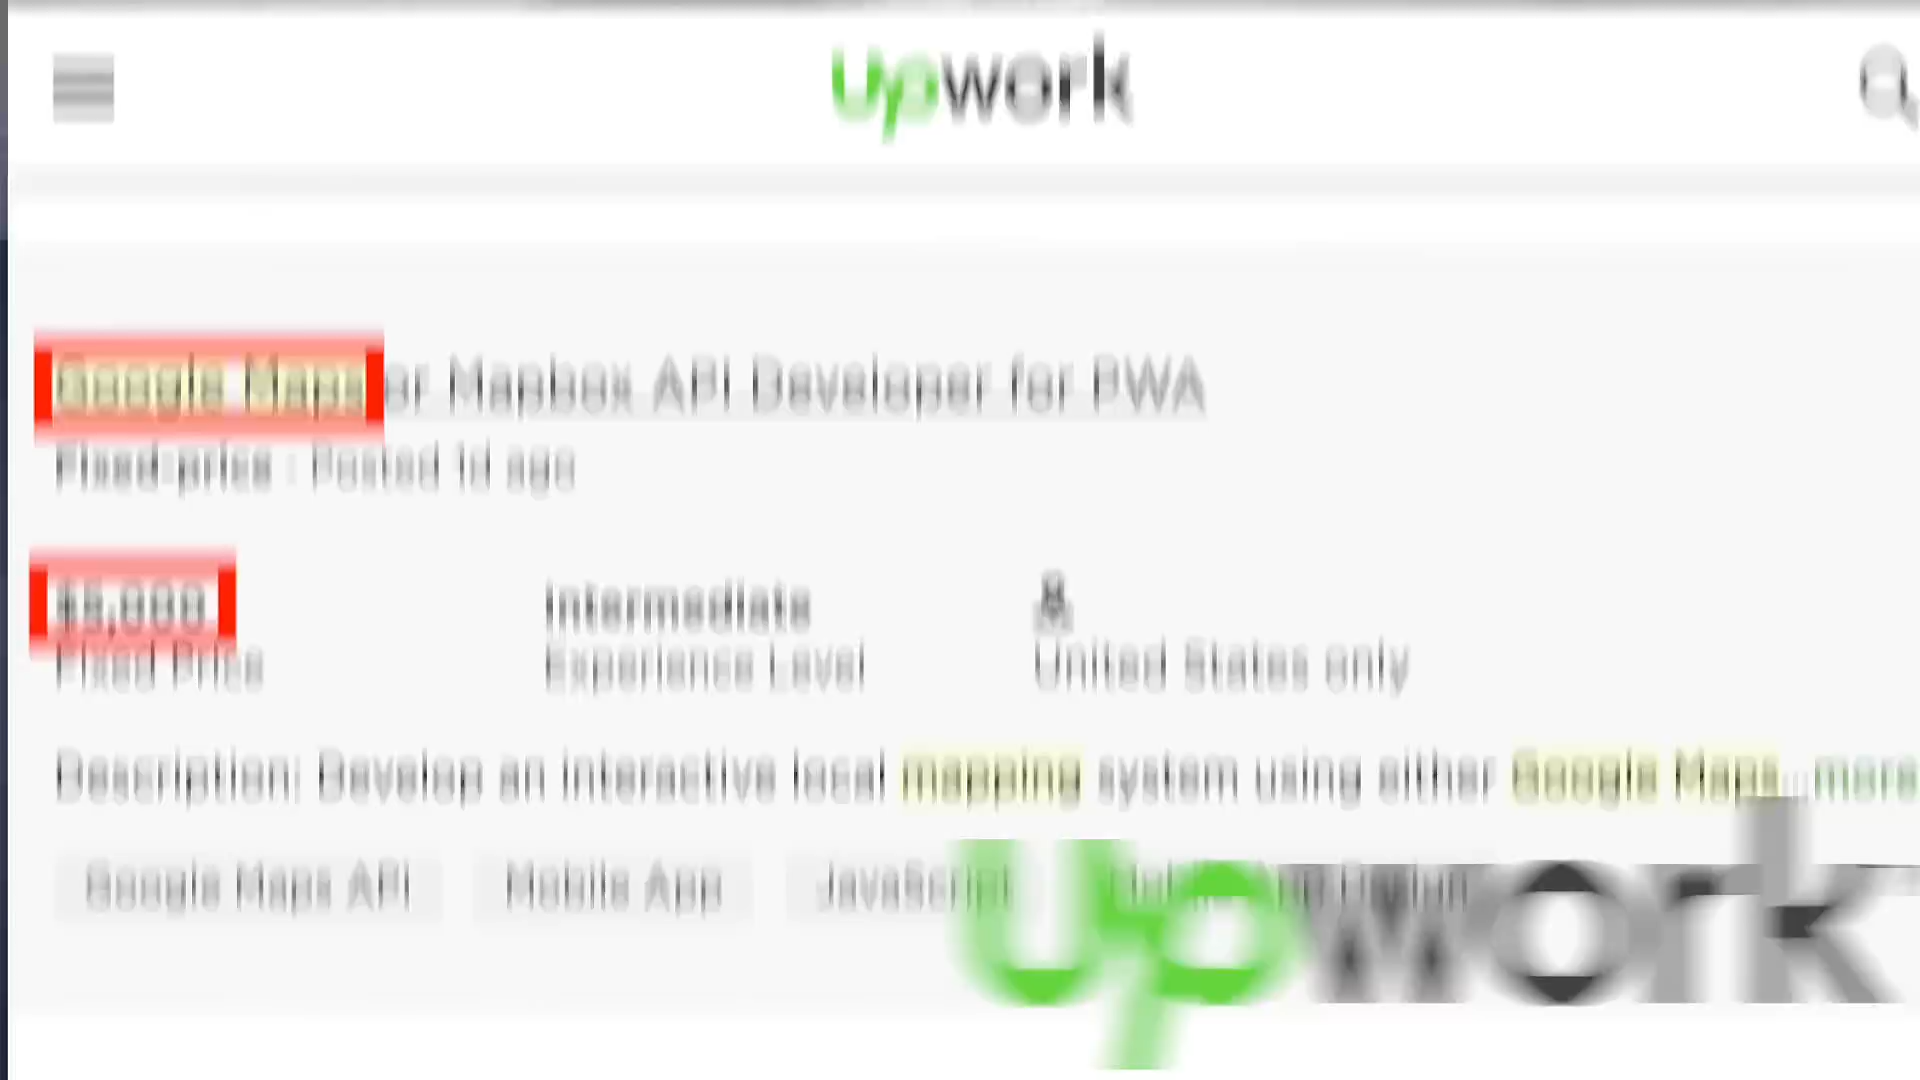 Upwork
Google Maps or Mapbox API Developer for PWA
Fixed-price · Posted 1d ago
$5,000 Intermediate
Fixed Price Experience Level United States only
Description: Develop an interactive local mapping system using either Google Maps .. more
Google Maps API Mobile App JavaScript
Upwork